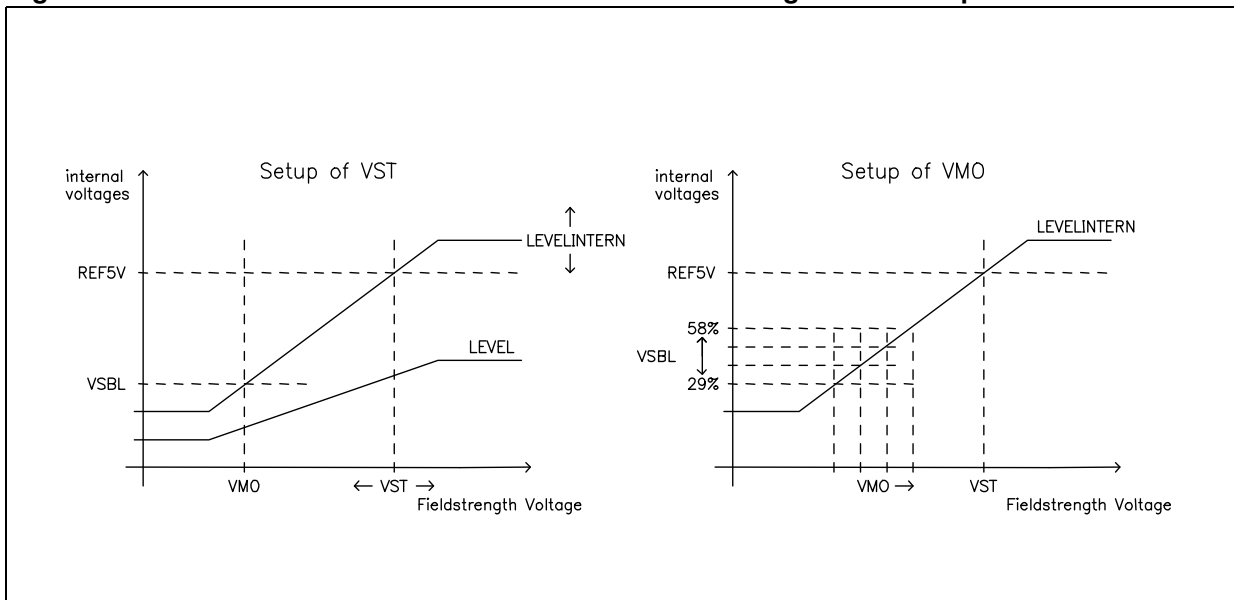 Setup of VST
internal
voltages
LEVELINTERN
REF5V
LEVEL
VSBL
VMO
← VST →
Fieldstrength Voltage
Setup of VMO
internal
voltages
LEVELINTERN
REF5V
58%
VSBL
29%
VMO →
VST
Fieldstrength Voltage